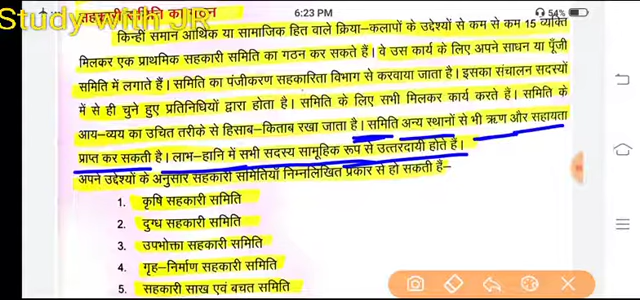 Study with JRF
सहकारी समिति का गठन
6:23 PM
54%
किन्ही समान आर्थिक या सामाजिक हित वाले क्रिया–कलापों के उद्देश्यों से कम से कम 15 व्यक्ति
मिलकर एक प्राथमिक सहकारी समिति का गठन कर सकते हैं। वे उस कार्य के लिए अपने साधन या पूँजी
समिति में लगाते हैं। समिति का पंजीकरण सहकारिता विभाग से करवाया जाता है। इसका संचालन सदस्यों
में से ही चुने हुए प्रतिनिधियों द्वारा होता है। समिति के लिए सभी मिलकर कार्य करते हैं। समिति के
आय–व्यय का उचित तरीके से हिसाब–किताब रखा जाता है। समिति अन्य स्थानों से भी ऋण और सहायता
प्राप्त कर सकती है। लाभ–हानि में सभी सदस्य सामूहिक रूप से उत्तरदायी होते हैं।
अपने उद्देश्यों के अनुसार सहकारी समितियाँ निम्नलिखित प्रकार से हो सकती हैं–
1. कृषि सहकारी समिति
2. दुग्ध सहकारी समिति
3. उपभोक्ता सहकारी समिति
4. गृह–निर्माण सहकारी समिति
5. सहकारी साख एवं बचत समिति